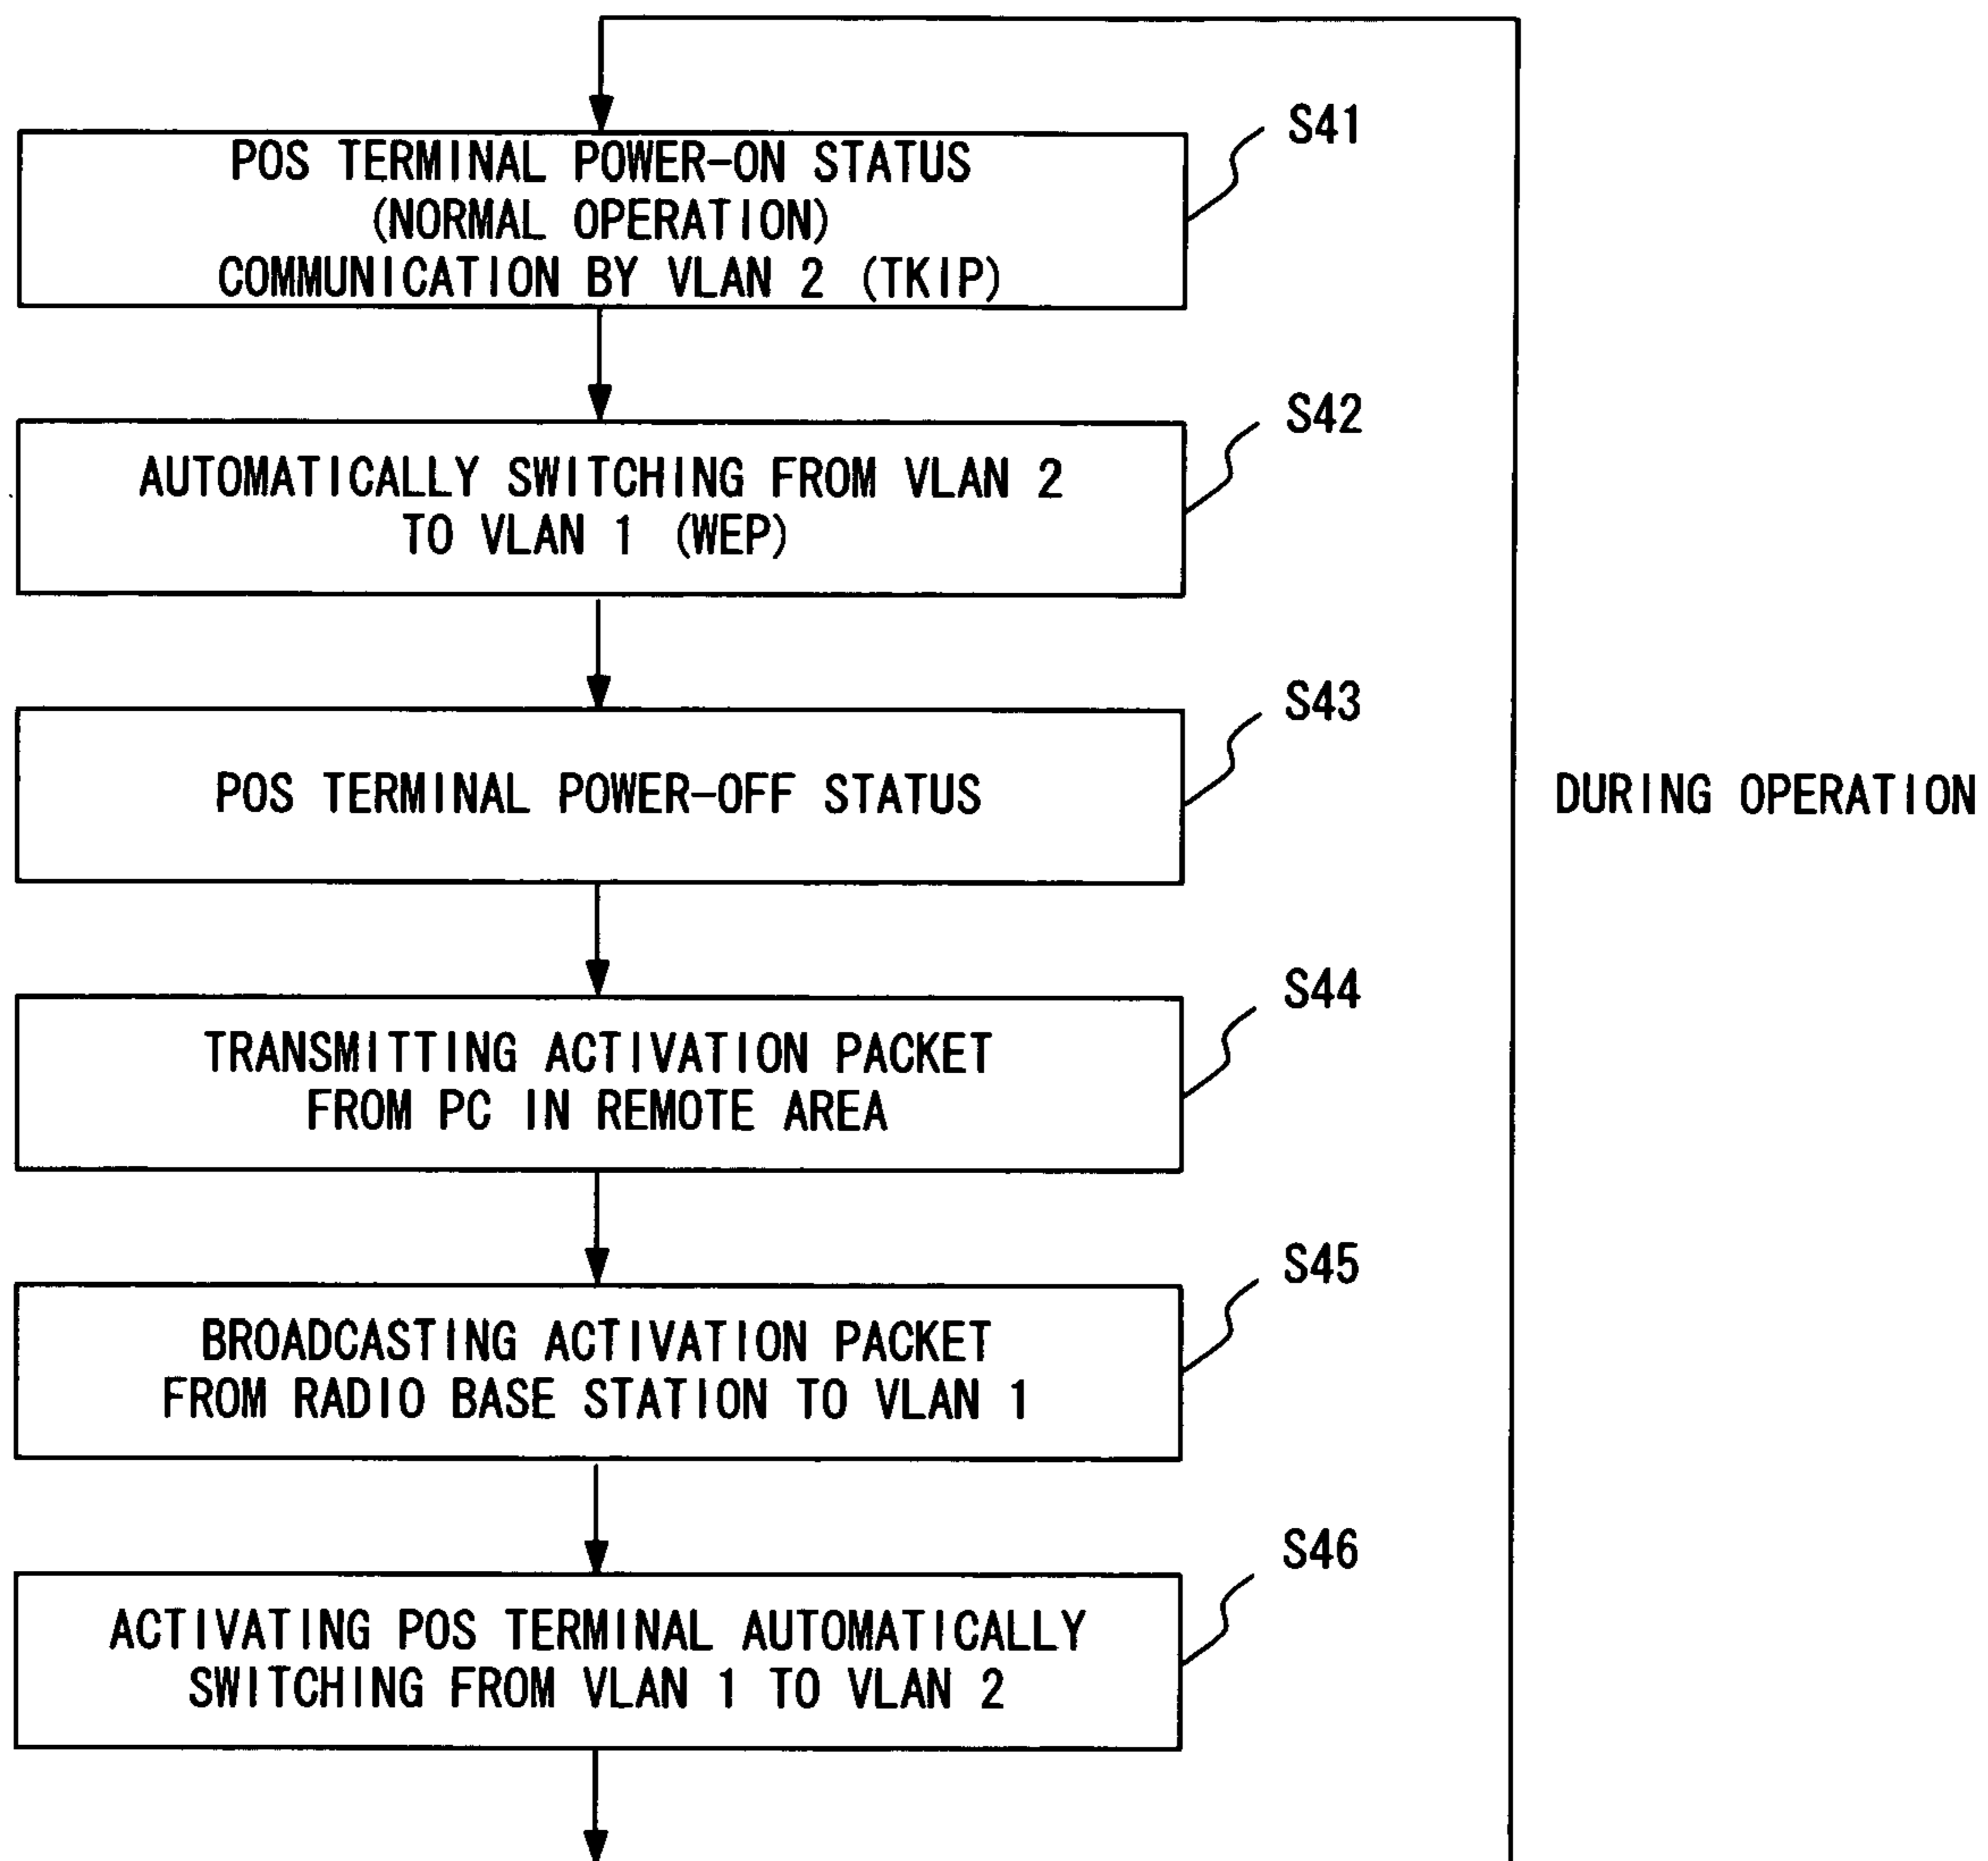 S41
POS TERMINAL POWER-ON STATUS
(NORMAL OPERATION)
COMMUNICATION BY VLAN 2 (TKIP)
S42
AUTOMATICALLY SWITCHING FROM VLAN 2
TO VLAN 1 (WEP)
S43
POS TERMINAL POWER-OFF STATUS
DURING OPERATION
S44
TRANSMITTING ACTIVATION PACKET
FROM PC IN REMOTE AREA
S45
BROADCASTING ACTIVATION PACKET
FROM RADIO BASE STATION TO VLAN 1
S46
ACTIVATING POS TERMINAL AUTOMATICALLY
SWITCHING FROM VLAN 1 TO VLAN 2